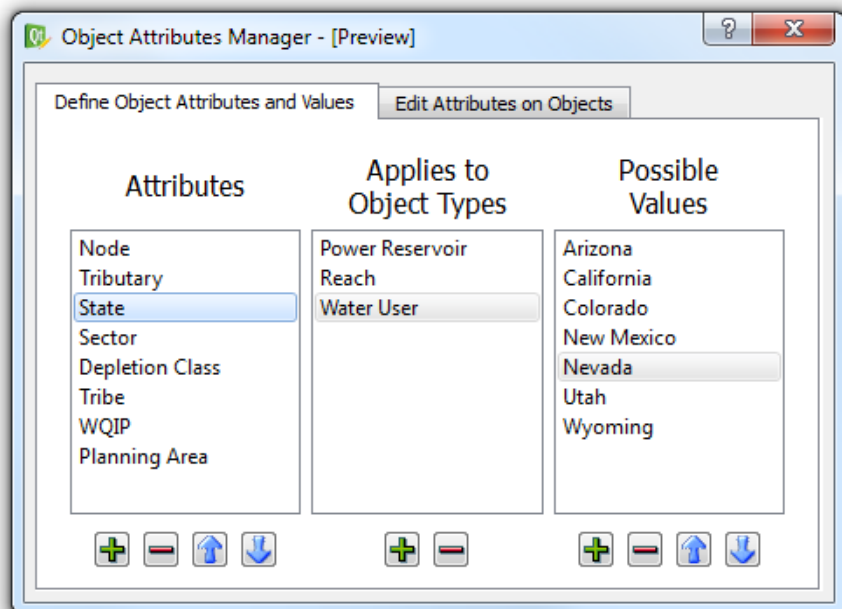 Object Attributes Manager - [Preview]
Define Object Attributes and Values
Edit Attributes on Objects
Attributes
Applies to
Object Types
Possible
Values
Node
Tributary
State
Sector
Depletion Class
Tribe
WQIP
Planning Area
Power Reservoir
Reach
Water User
Arizona
California
Colorado
New Mexico
Nevada
Utah
Wyoming